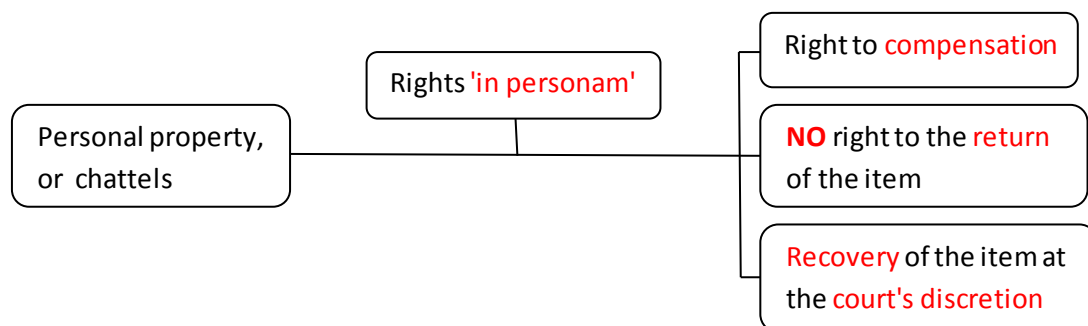 Personal property,
or chattels
Rights 'in personam'
Right to compensation
NO right to the return
of the item
Recovery of the item at
the court's discretion